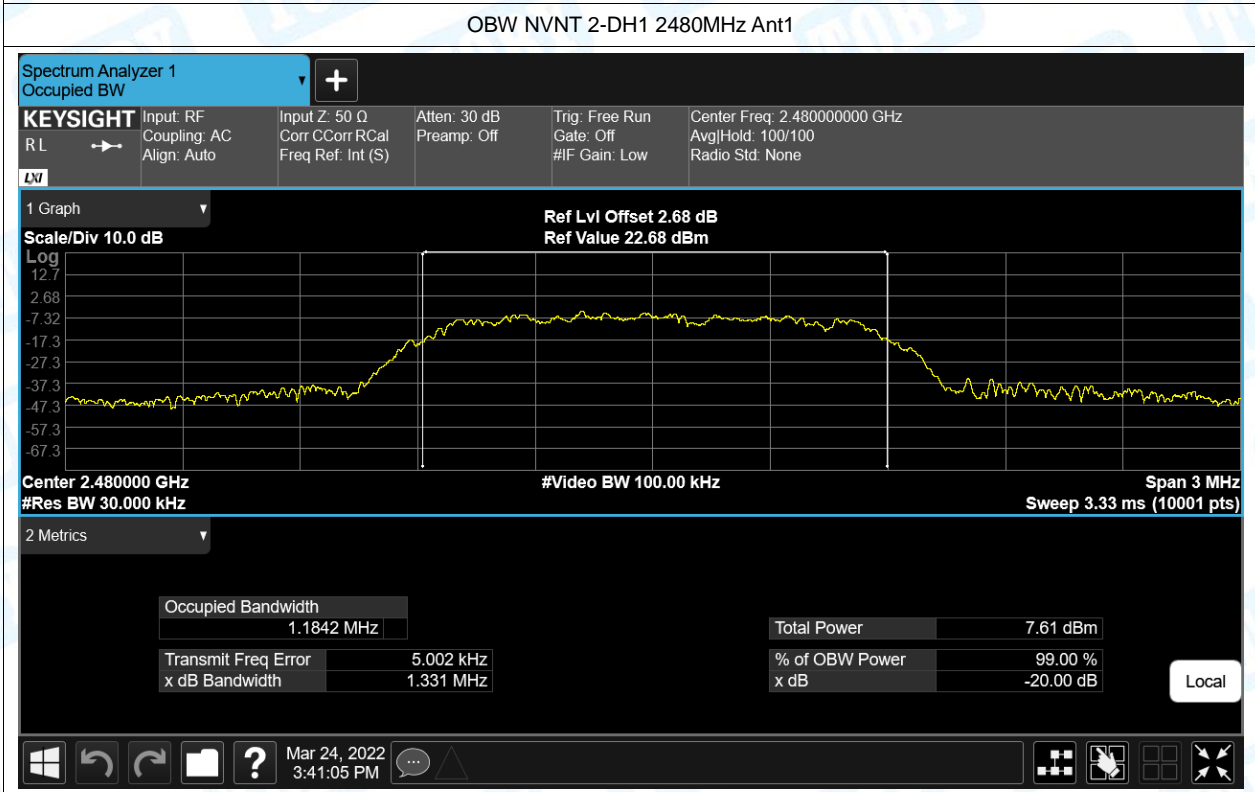 OBW NVNT 2-DH1 2480MHz Ant1
Spectrum Analyzer 1
Occupied BW
KEYSIGHT
R L
LXI
Input: RF
Coupling: AC
Align: Auto
Input Z: 50 Ω
Corr CCorr RCal
Freq Ref: Int (S)
Atten: 30 dB
Preamp: Off
Trig: Free Run
Gate: Off
#IF Gain: Low
Center Freq: 2.480000000 GHz
Avg|Hold: 100/100
Radio Std: None
1 Graph
Scale/Div 10.0 dB
Ref Lvl Offset 2.68 dB
Ref Value 22.68 dBm
Log
12.7
2.68
-7.32
-17.3
-27.3
-37.3
-47.3
-57.3
-67.3
Center 2.480000 GHz
#Res BW 30.000 kHz
#Video BW 100.00 kHz
Span 3 MHz
Sweep 3.33 ms (10001 pts)
2 Metrics
Occupied Bandwidth
1.1842 MHz
Transmit Freq Error 5.002 kHz
x dB Bandwidth 1.331 MHz
Total Power 7.61 dBm
% of OBW Power 99.00 %
x dB -20.00 dB
Local
?
Mar 24, 2022
3:41:05 PM